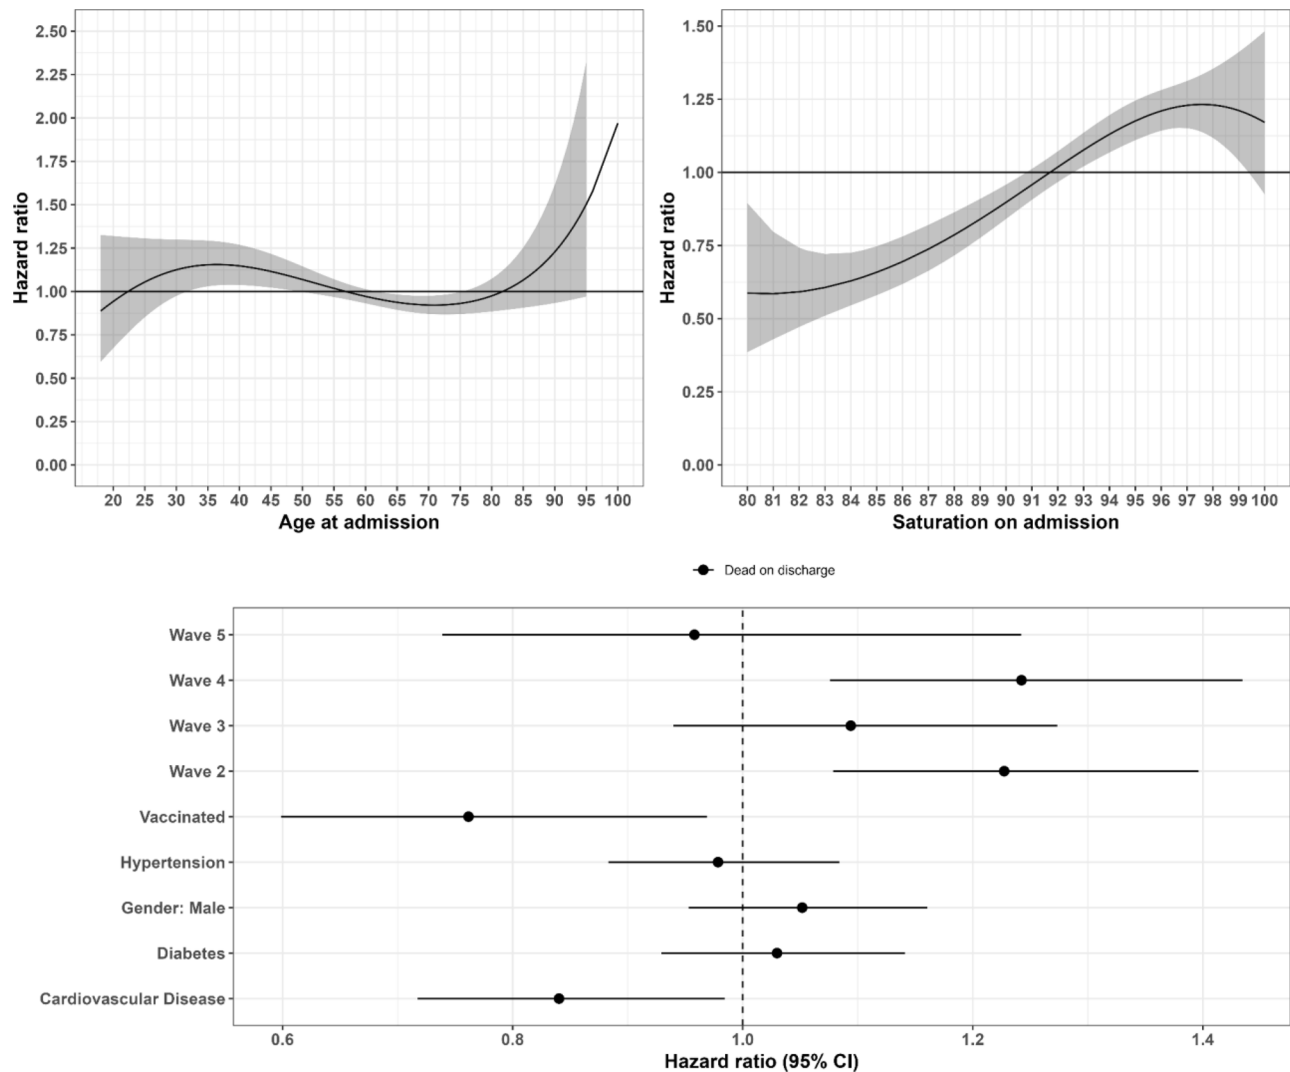 2.50
2.25
2.00
1.75
1.50
1.25
1.00
0.75
0.50
0.25
0.00
Hazard ratio
20 25 30 35 40 45 50 55 60 65 70 75 80 85 90 95 100
Age at admission
1.50
1.25
1.00
0.75
0.50
0.25
0.00
Hazard ratio
80 81 82 83 84 85 86 87 88 89 90 91 92 93 94 95 96 97 98 99 100
Saturation on admission
Dead on discharge
Wave 5
Wave 4
Wave 3
Wave 2
Vaccinated
Hypertension
Gender: Male
Diabetes
Cardiovascular Disease
0.6 0.8 1.0 1.2 1.4
Hazard ratio (95% CI)